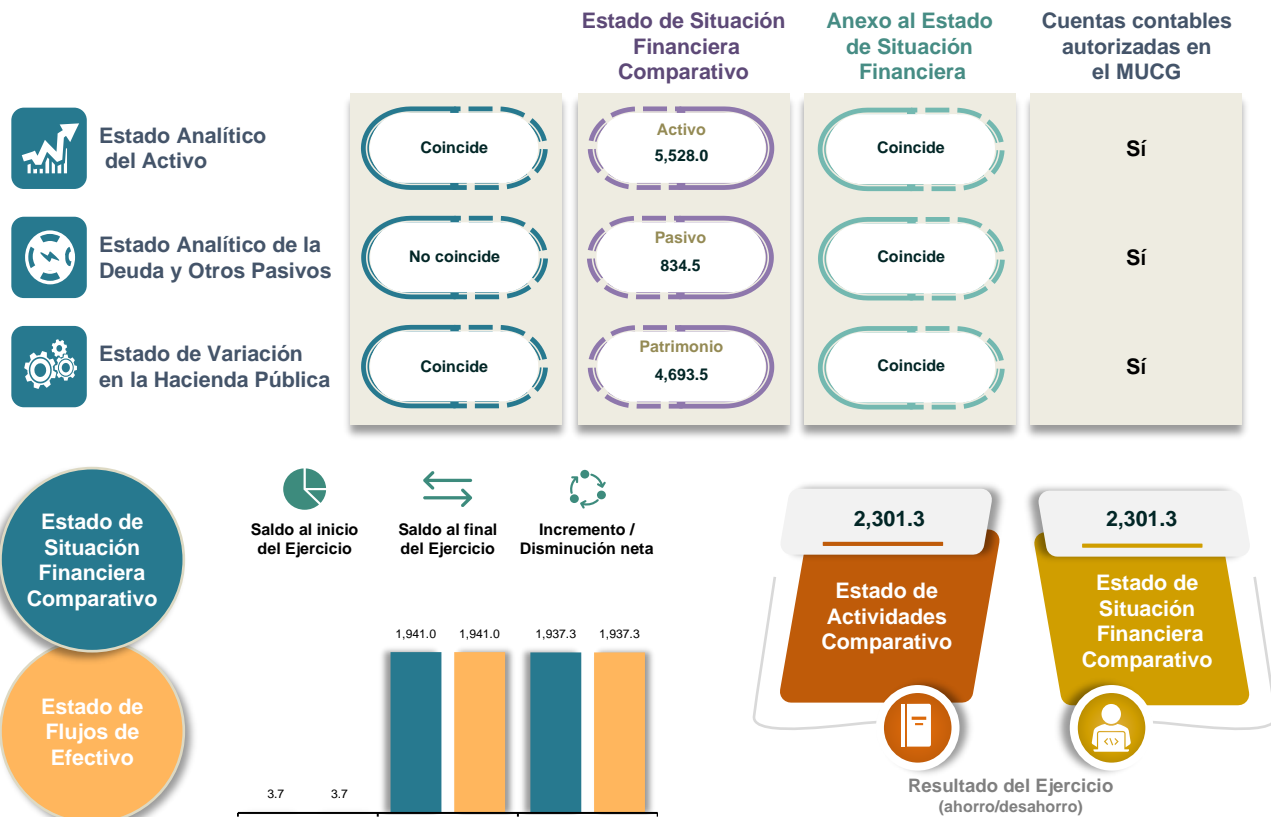 Estado de Situación
Financiera
Comparativo
Anexo al Estado
de Situación
Financiera
Cuentas contables
autorizadas en
el MUCG
Estado Analítico
del Activo
Coincide
Activo
5,528.0
Coincide
Sí
Estado Analítico de la
Deuda y Otros Pasivos
No coincide
Pasivo
834.5
Coincide
Sí
Estado de Variación
en la Hacienda Pública
Coincide
Patrimonio
4,693.5
Coincide
Sí
Estado de
Situación
Financiera
Comparativo
Estado de
Flujos de
Efectivo
Saldo al inicio
del Ejercicio
Saldo al final
del Ejercicio
Incremento /
Disminución neta
3.7
3.7
1,941.0
1,941.0
1,937.3
1,937.3
2,301.3
Estado de
Actividades
Comparativo
2,301.3
Estado de
Situación
Financiera
Comparativo
Resultado del Ejercicio
(ahorro/desahorro)